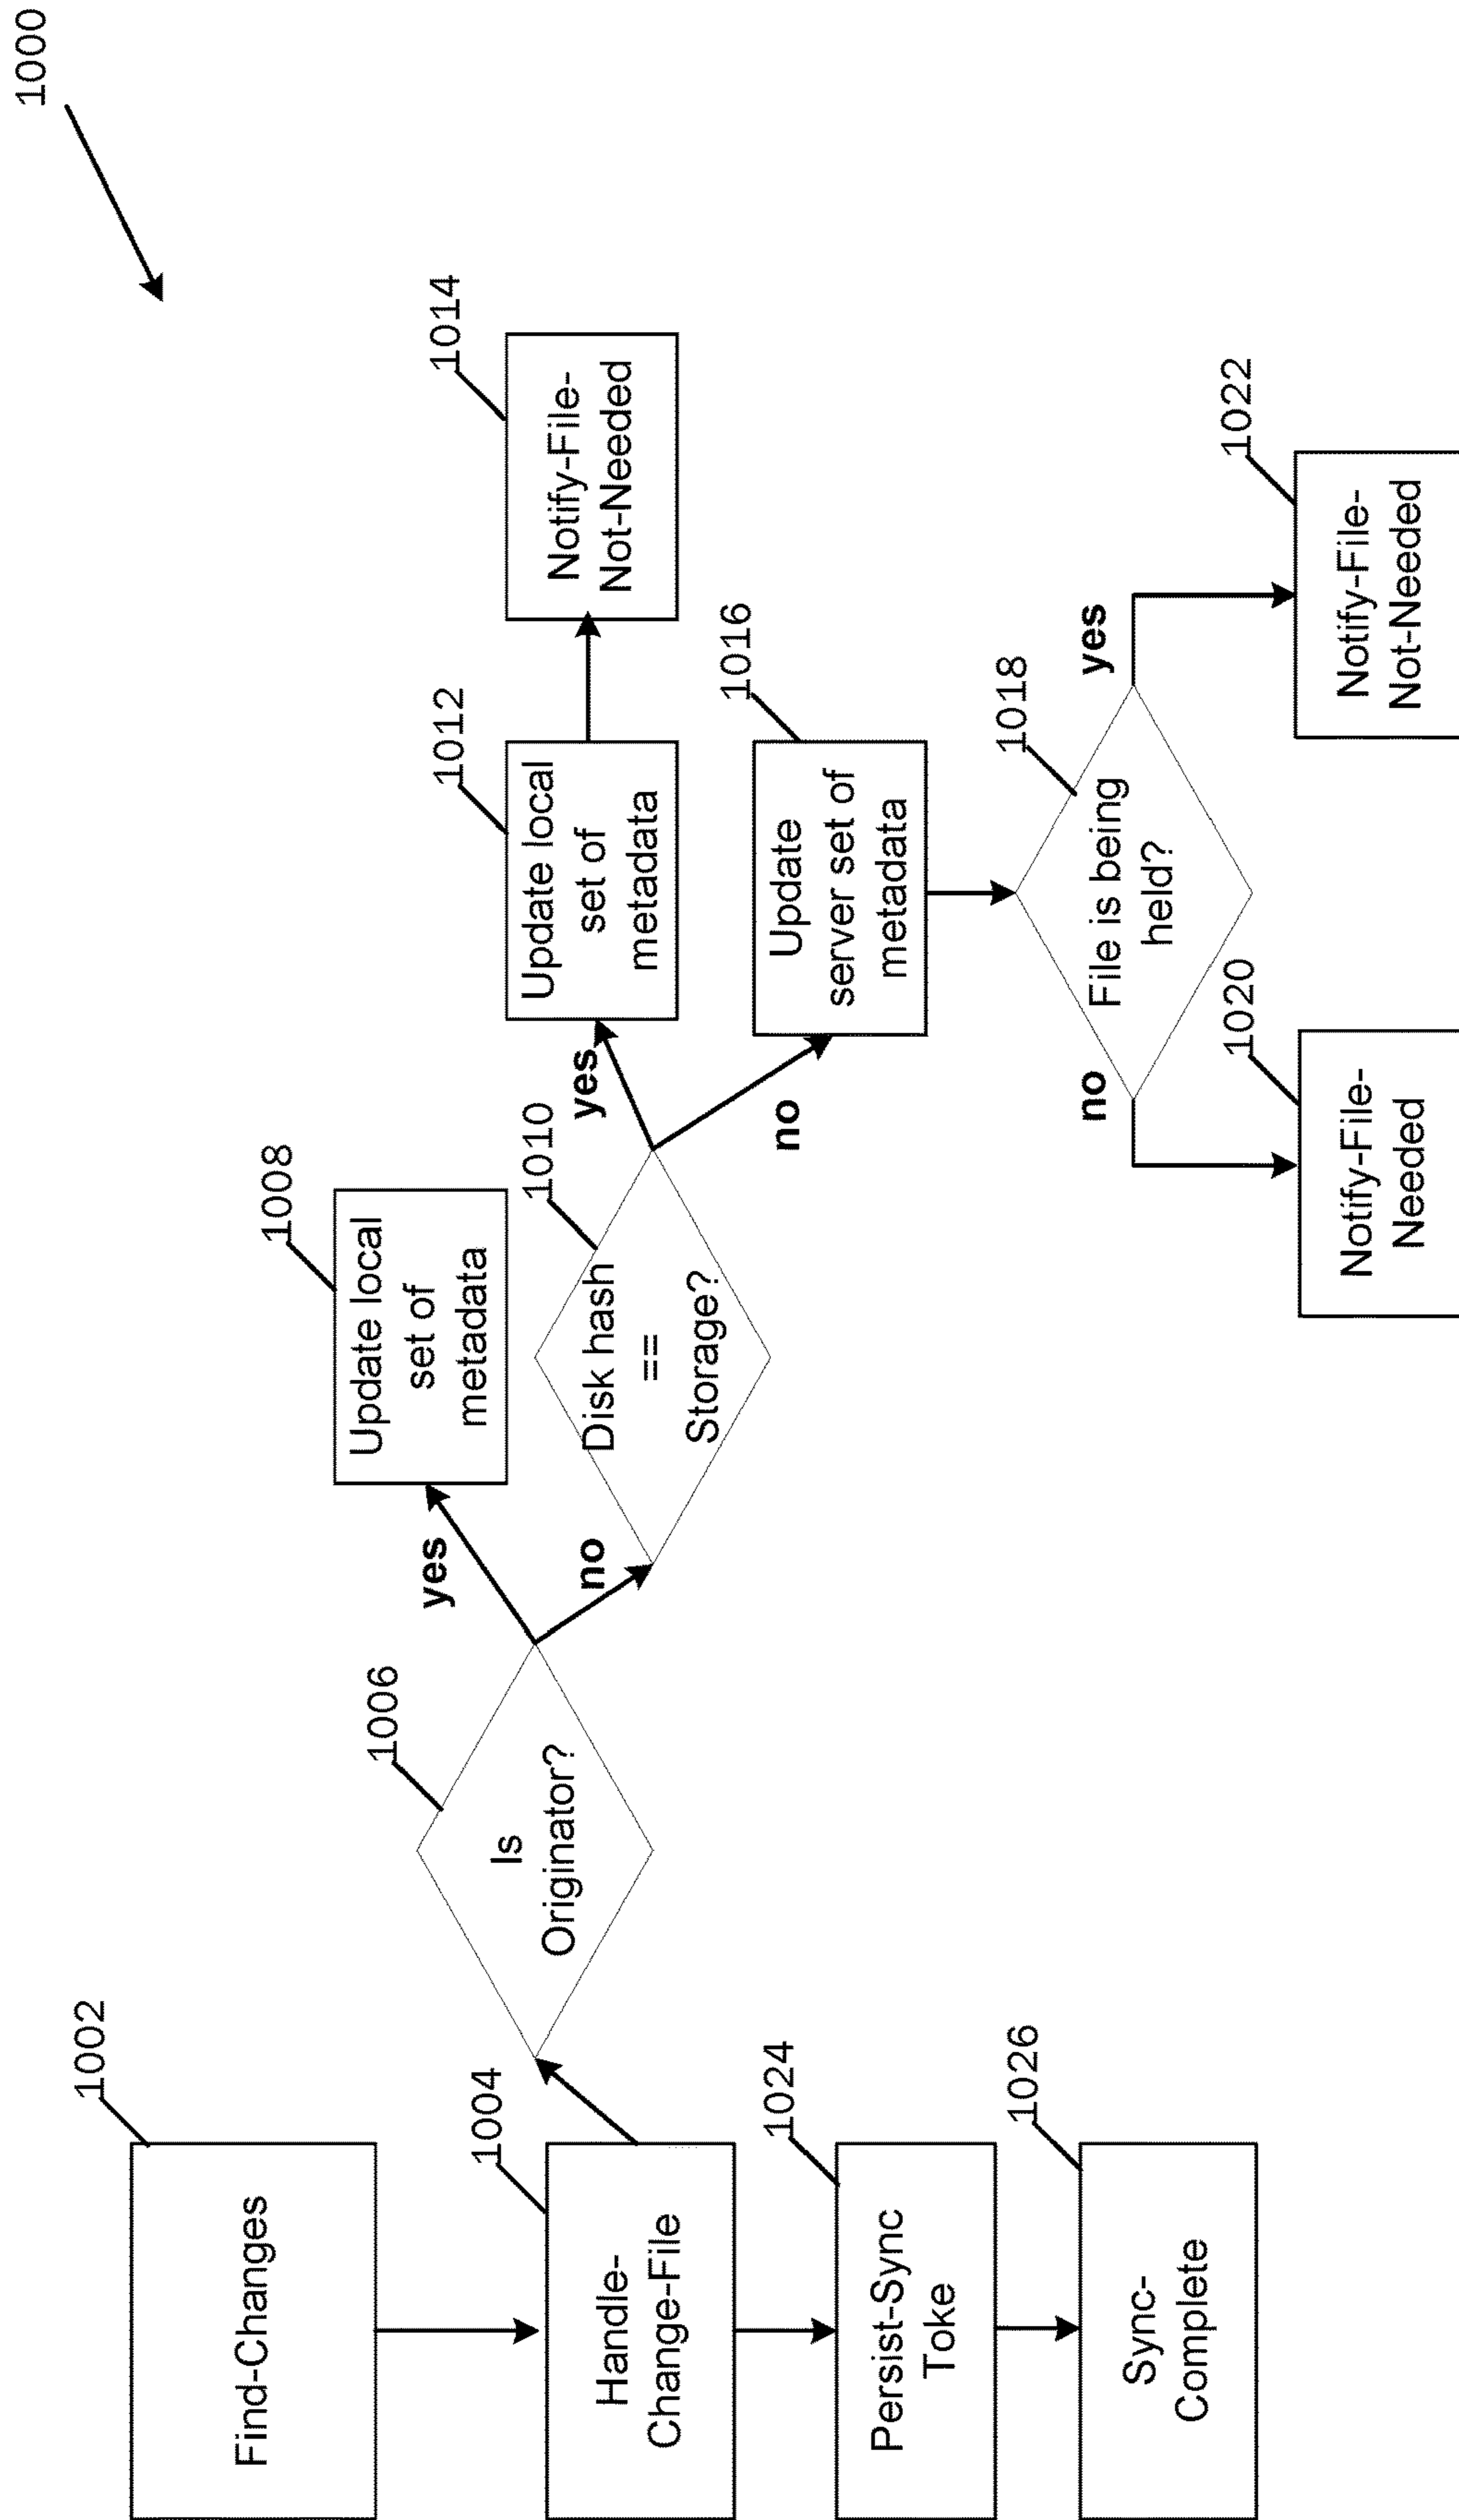 1000
1002
Find-Changes
1004
Handle-
Change-File
1024
Persist-Sync
Toke
1026
Sync-
Complete
1006
Is
Originator?
yes
no
1008
Update local
set of
metadata
1010
Disk hash
==
Storage?
yes
no
1012
Update local
set of
metadata
1014
Notify-File-
Not-Needed
1016
Update
server set of
metadata
1018
File is being
held?
no
yes
1020
Notify-File-
Needed
1022
Notify-File-
Not-Needed